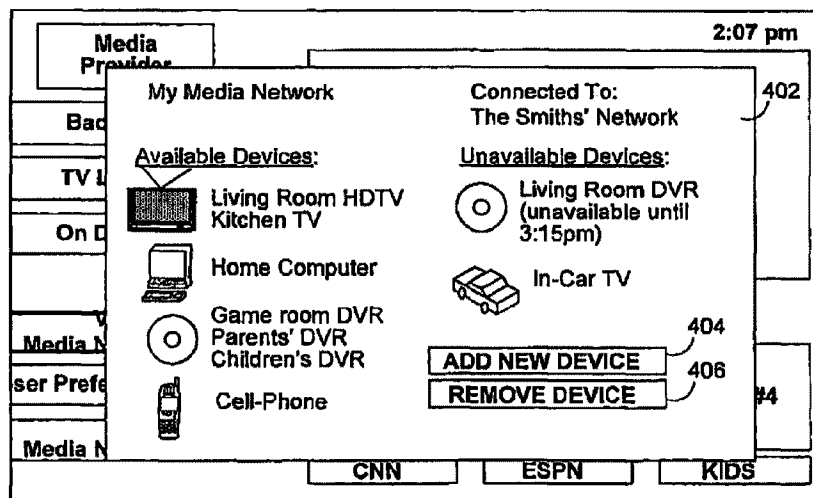 Media
Provider
2:07 pm
My Media Network
Connected To:
The Smiths' Network
402
Bac
Available Devices:
Unavailable Devices:
TV L
Living Room HDTV
Kitchen TV
Living Room DVR
(unavailable until
3:15pm)
On D
Home Computer
In-Car TV
Game room DVR
Parents' DVR
Children's DVR
Media N
404
ADD NEW DEVICE
406
REMOVE DEVICE
ser Prefe
#4
Cell-Phone
Media N
CNN
ESPN
KIDS